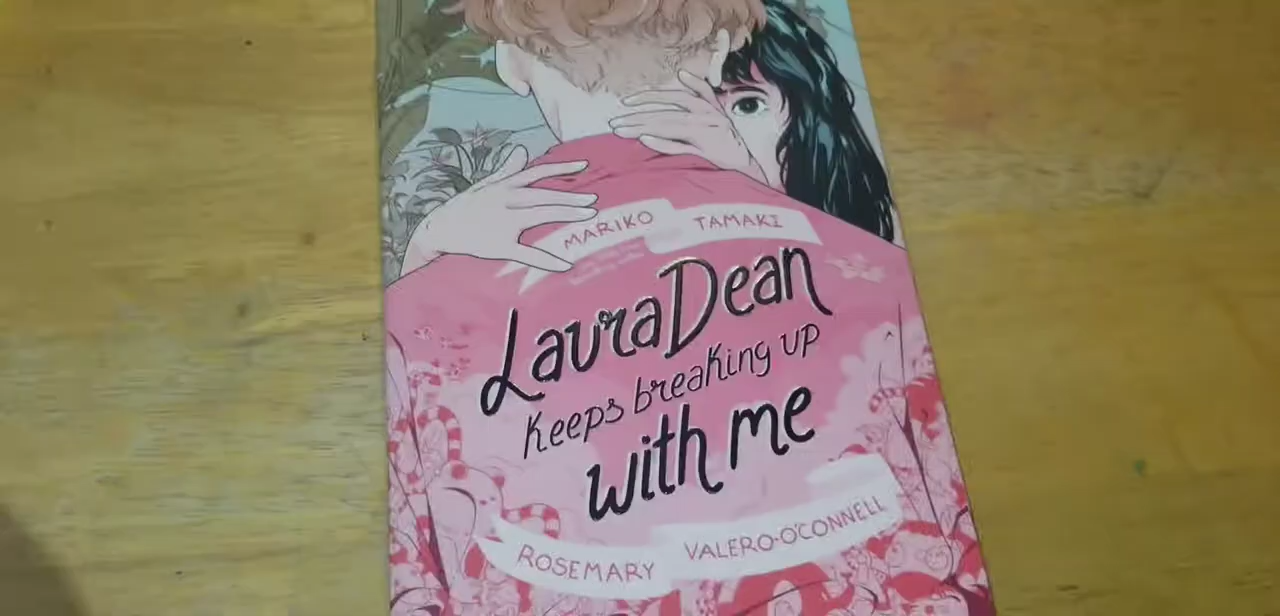 MARIKO TAMAKI
Laura Dean
keeps breaking up
with me
ROSEMARY VALERO-O'CONNELL